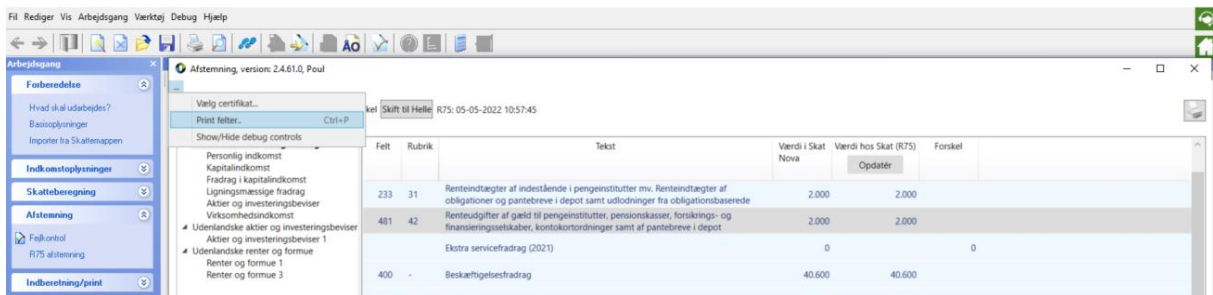 Fil Rediger Vis Arbejdsgang Værktøj Debug Hjælp
AO
Arbejdsgang
Forberedelse
Hvad skal udarbejdes?
Basisoplysninger
Importer fra Skattemappen
Indkomstoplysninger
Skatteberegning
Afstemning
Fejlkontrol
R75 afstemning
Indberetning/print
Afstemning, version: 2.4.61.0, Poul
...
Vælg certifikat...
Print felter... Ctrl+P
Show/Hide debug controls
kel Skift til Helle R75: 05-05-2022 10:57:45
Personlig indkomst
Kapitalindkomst
Fradrag i kapitalindkomst
Ligningsmæssige fradrag
Aktier og investeringsbeviser
Virksomhedsindkomst
Udenlandske aktier og investeringsbeviser
Aktier og investeringsbeviser 1
Udenlandske renter og formue
Renter og formue 1
Renter og formue 3
Felt Rubrik Tekst Værdi i Skat Værdi hos Skat (R75) Forskel
Nova Opdatér
233 31 Renteindtægter af indestående i pengeinstitutter mv. Renteindtægter af 2.000 2.000
obligationer og pantebreve i depot samt udlodninger fra obligationsbaserede
481 42 Renteudgifter af gæld til pengeinstitutter, pensionskasser, forsikrings- og 2.000 2.000
finansieringsselskaber, kontokortordninger samt af pantebreve i depot
Ekstra servicefradrag (2021) 0 0
400 - Beskæftigelsesfradrag 40.600 40.600